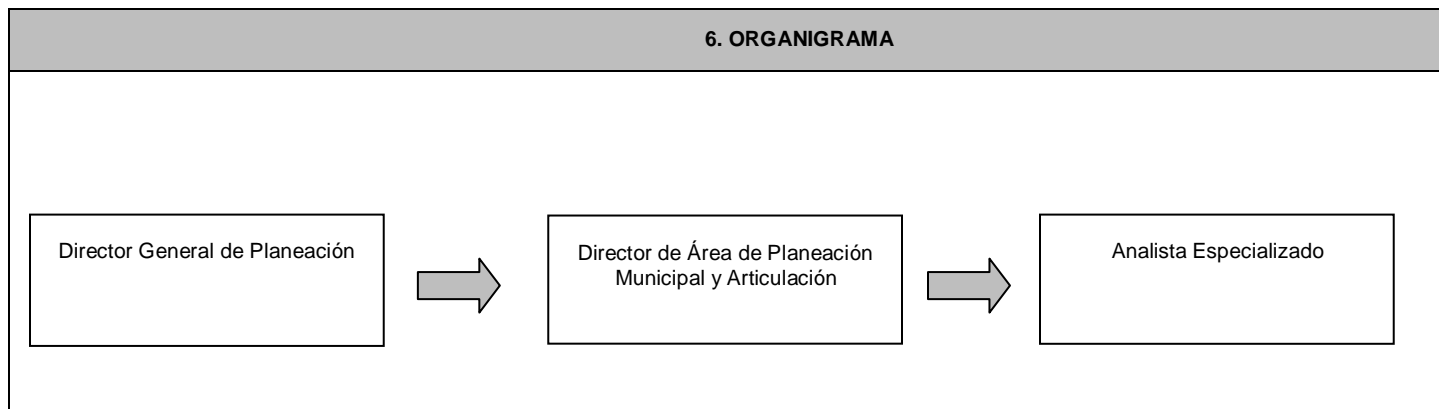 6. ORGANIGRAMA
Director General de Planeación
Director de Área de Planeación
Municipal y Articulación
Analista Especializado